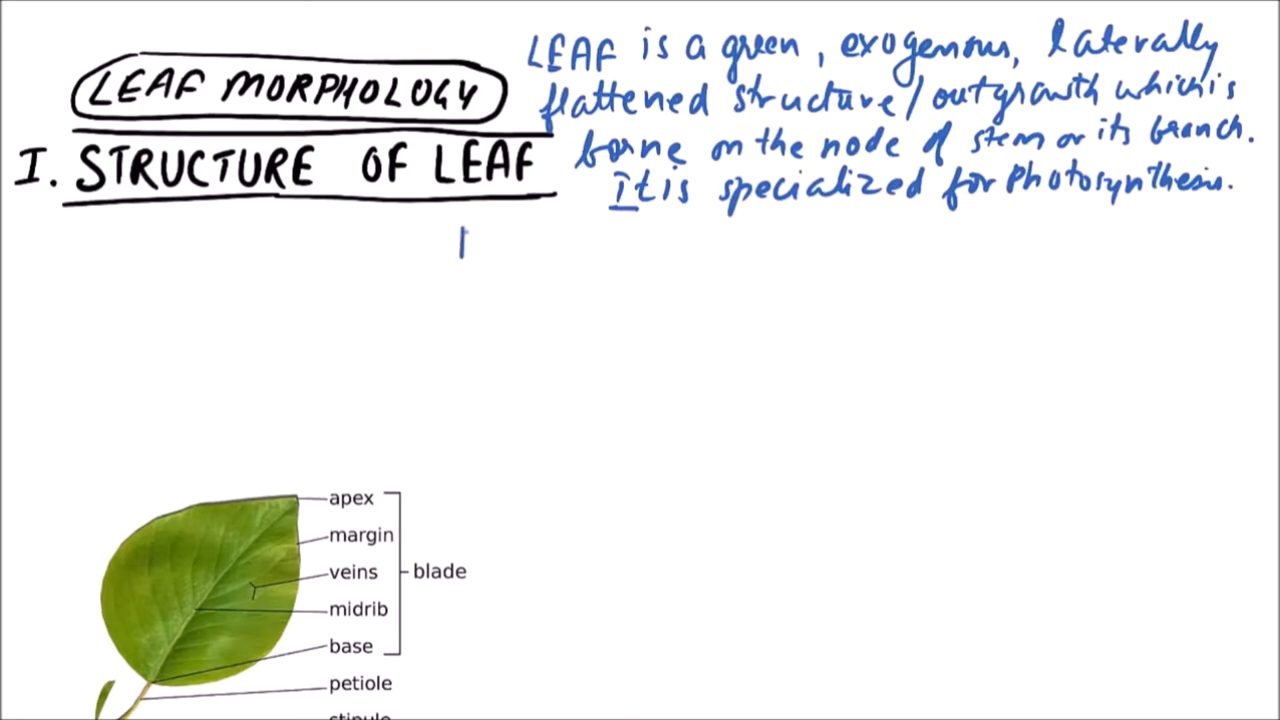 LEAF MORPHOLOGY
I. STRUCTURE OF LEAF
LEAF is a green, exogenous, laterally
flattened structure/outgrowth which is
borne on the node of stem or its branch.
It is specialized for Photosynthesis.
apex
margin
veins
blade
midrib
base
petiole
stipule